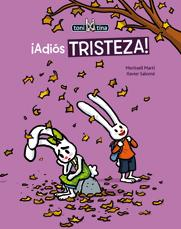 toni tina
¡Adiós TRISTEZA!
Meritxell Martí
Xavier Salomó